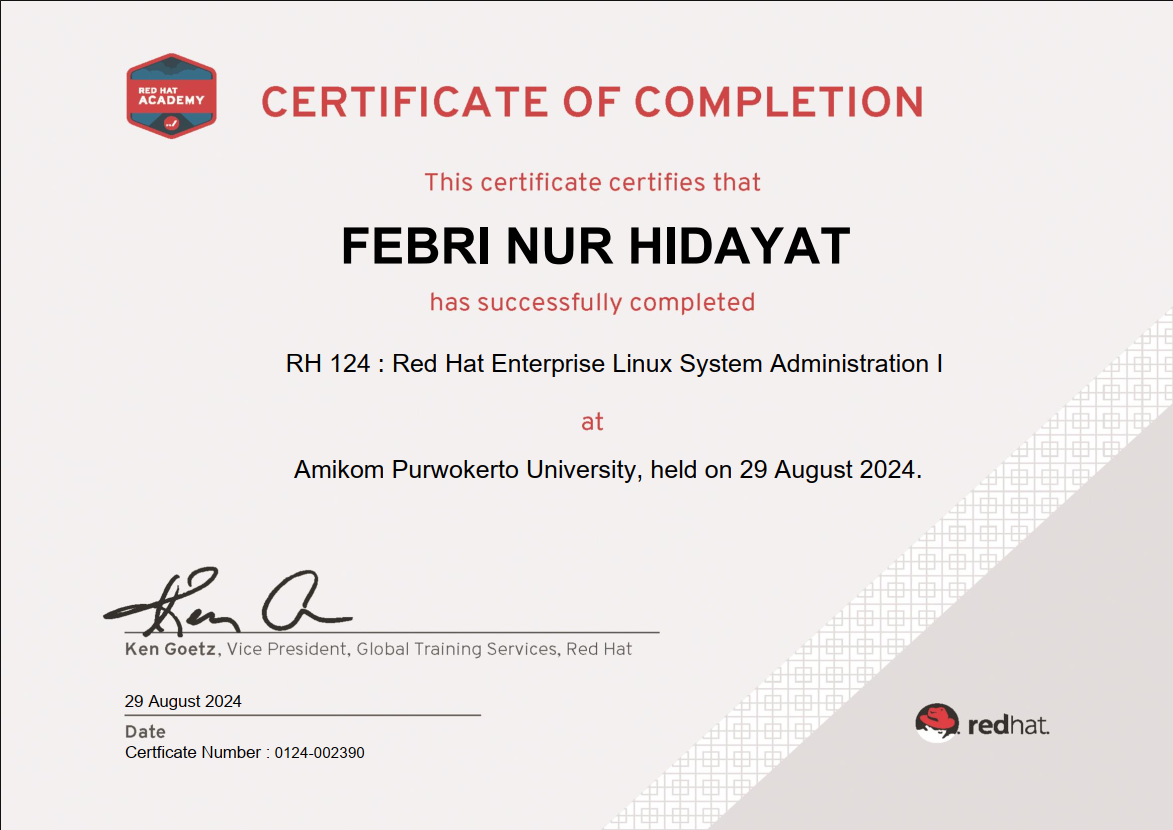 RED HAT
ACADEMY
CERTIFICATE OF COMPLETION
This certificate certifies that
FEBRI NUR HIDAYAT
has successfully completed
RH 124 : Red Hat Enterprise Linux System Administration I
at
Amikom Purwokerto University, held on 29 August 2024.
Ken Goetz, Vice President, Global Training Services, Red Hat
29 August 2024
Date
Certficate Number : 0124-002390
redhat.